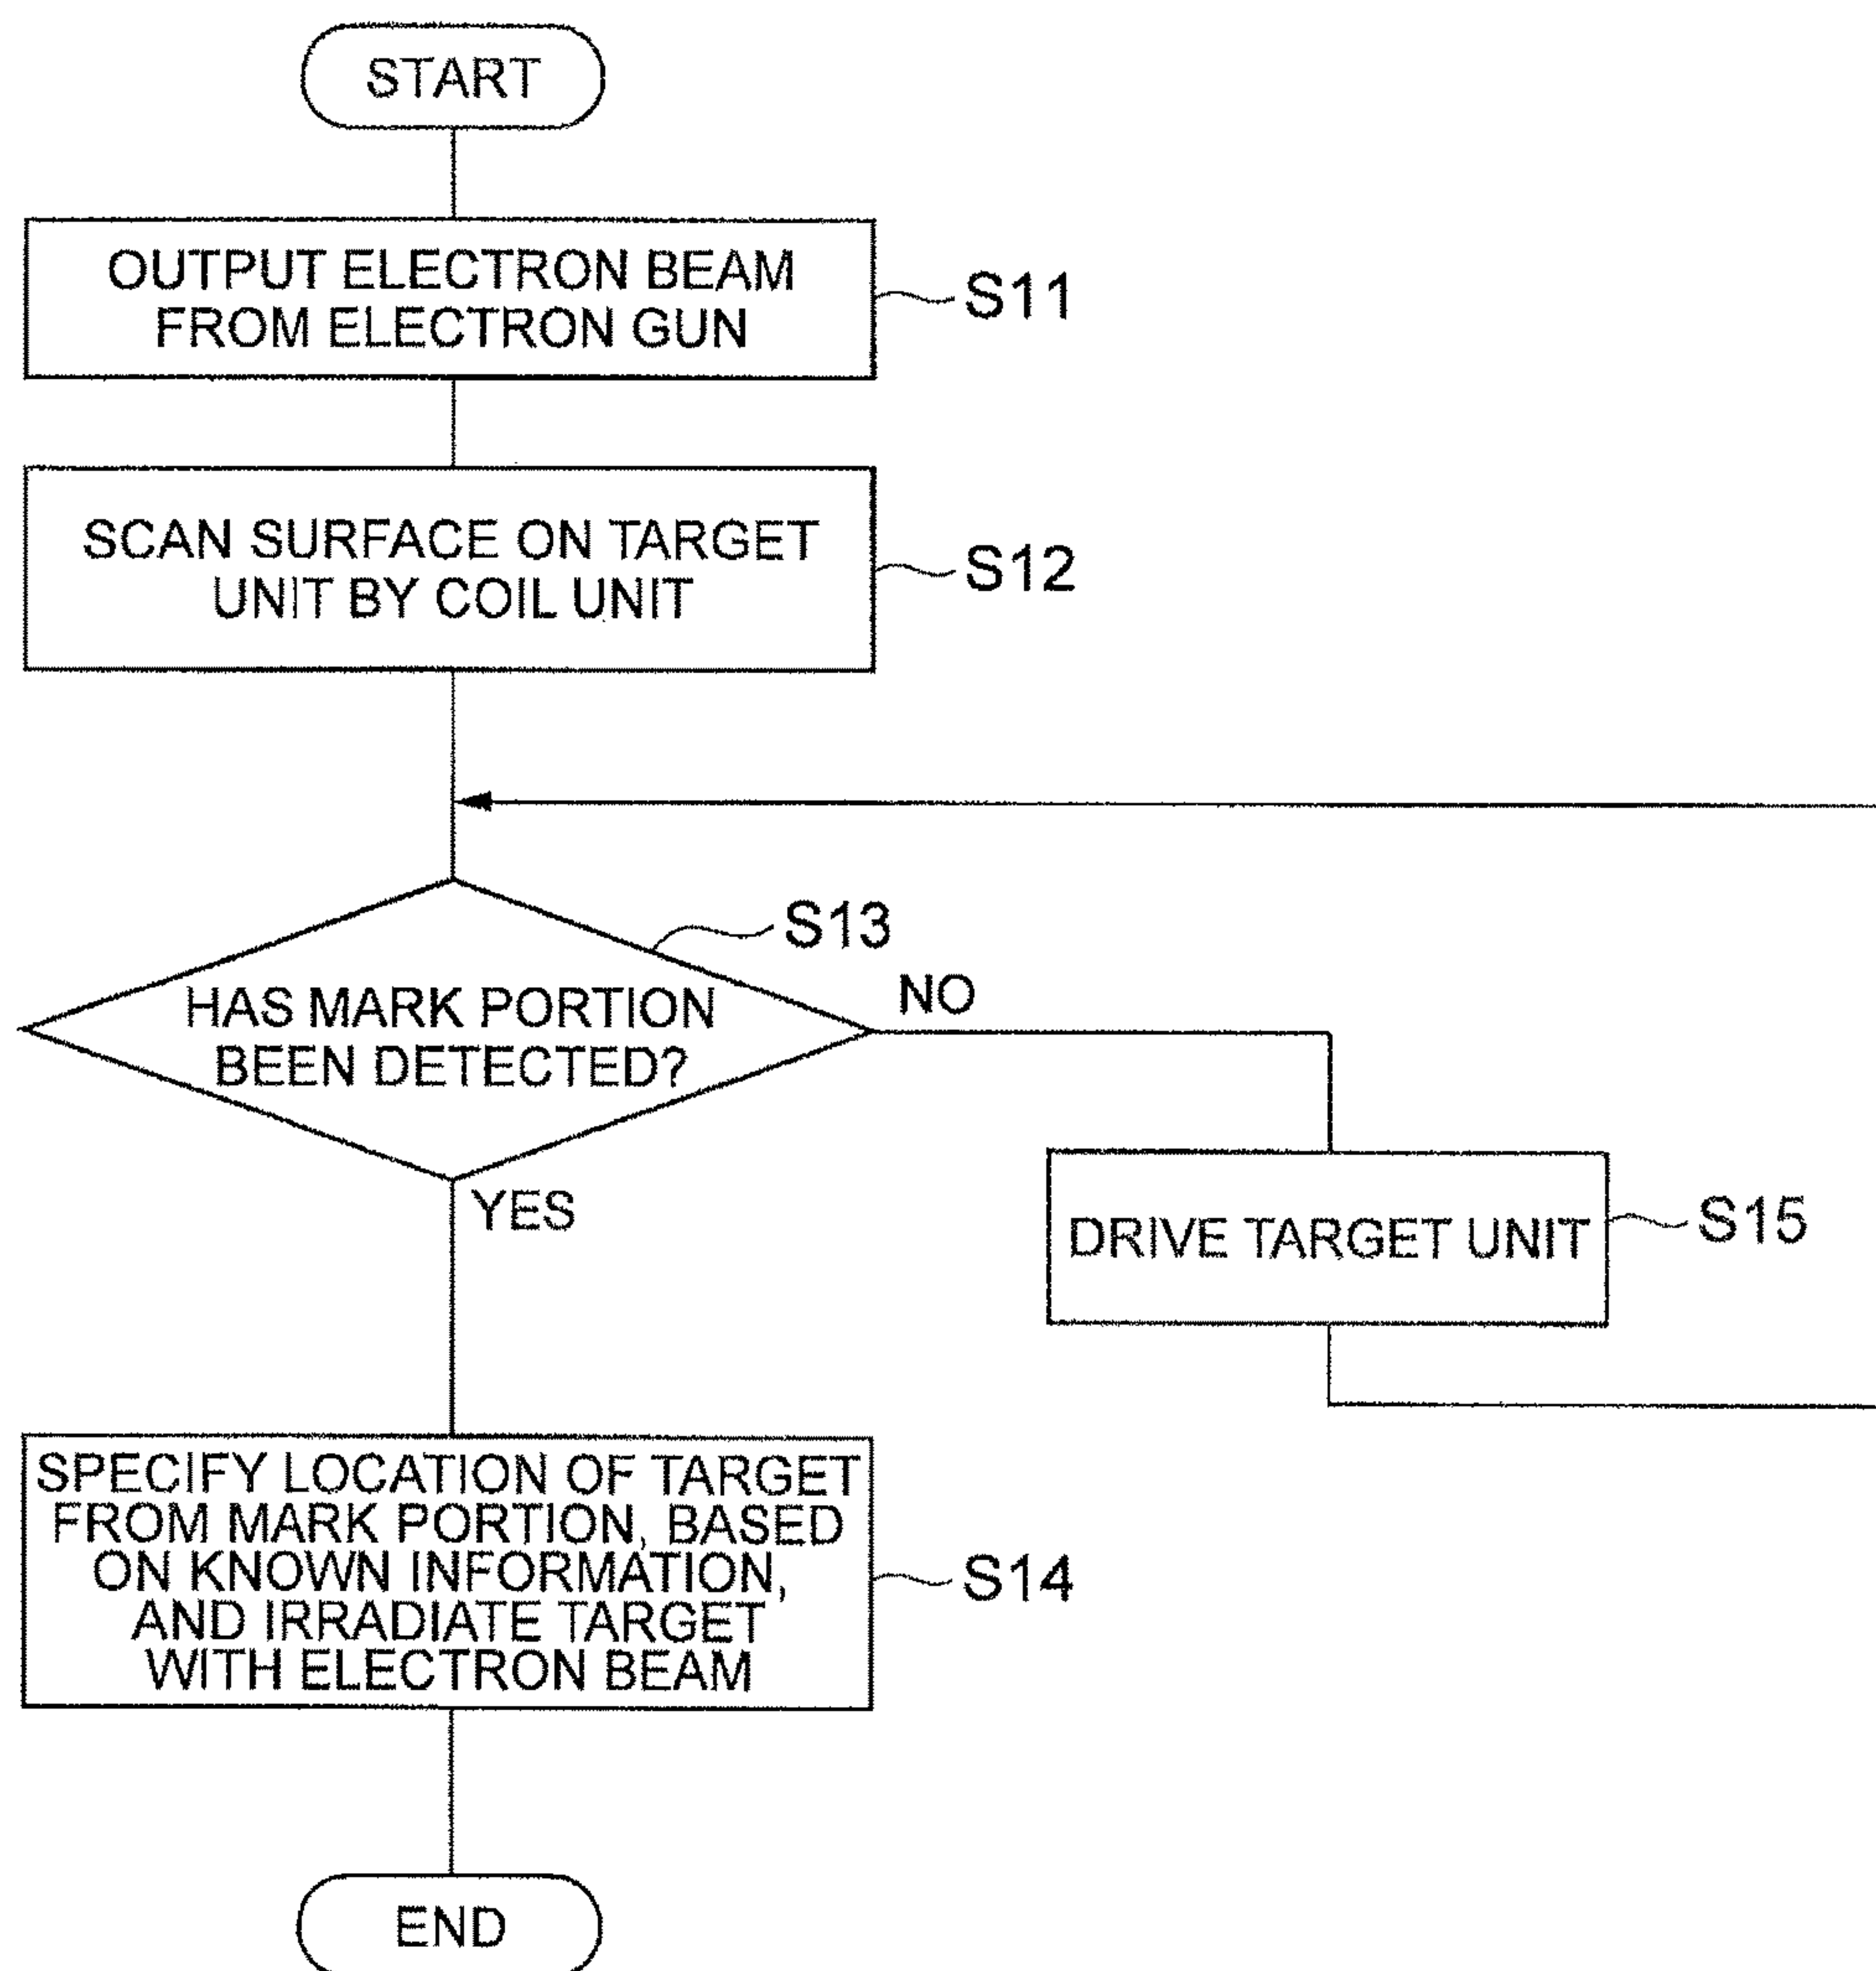 START
OUTPUT ELECTRON BEAM
FROM ELECTRON GUN
S11
SCAN SURFACE ON TARGET
UNIT BY COIL UNIT
S12
S13
HAS MARK PORTION
BEEN DETECTED?
NO
YES
DRIVE TARGET UNIT
S15
SPECIFY LOCATION OF TARGET
FROM MARK PORTION, BASED
ON KNOWN INFORMATION,
AND IRRADIATE TARGET
WITH ELECTRON BEAM
S14
END